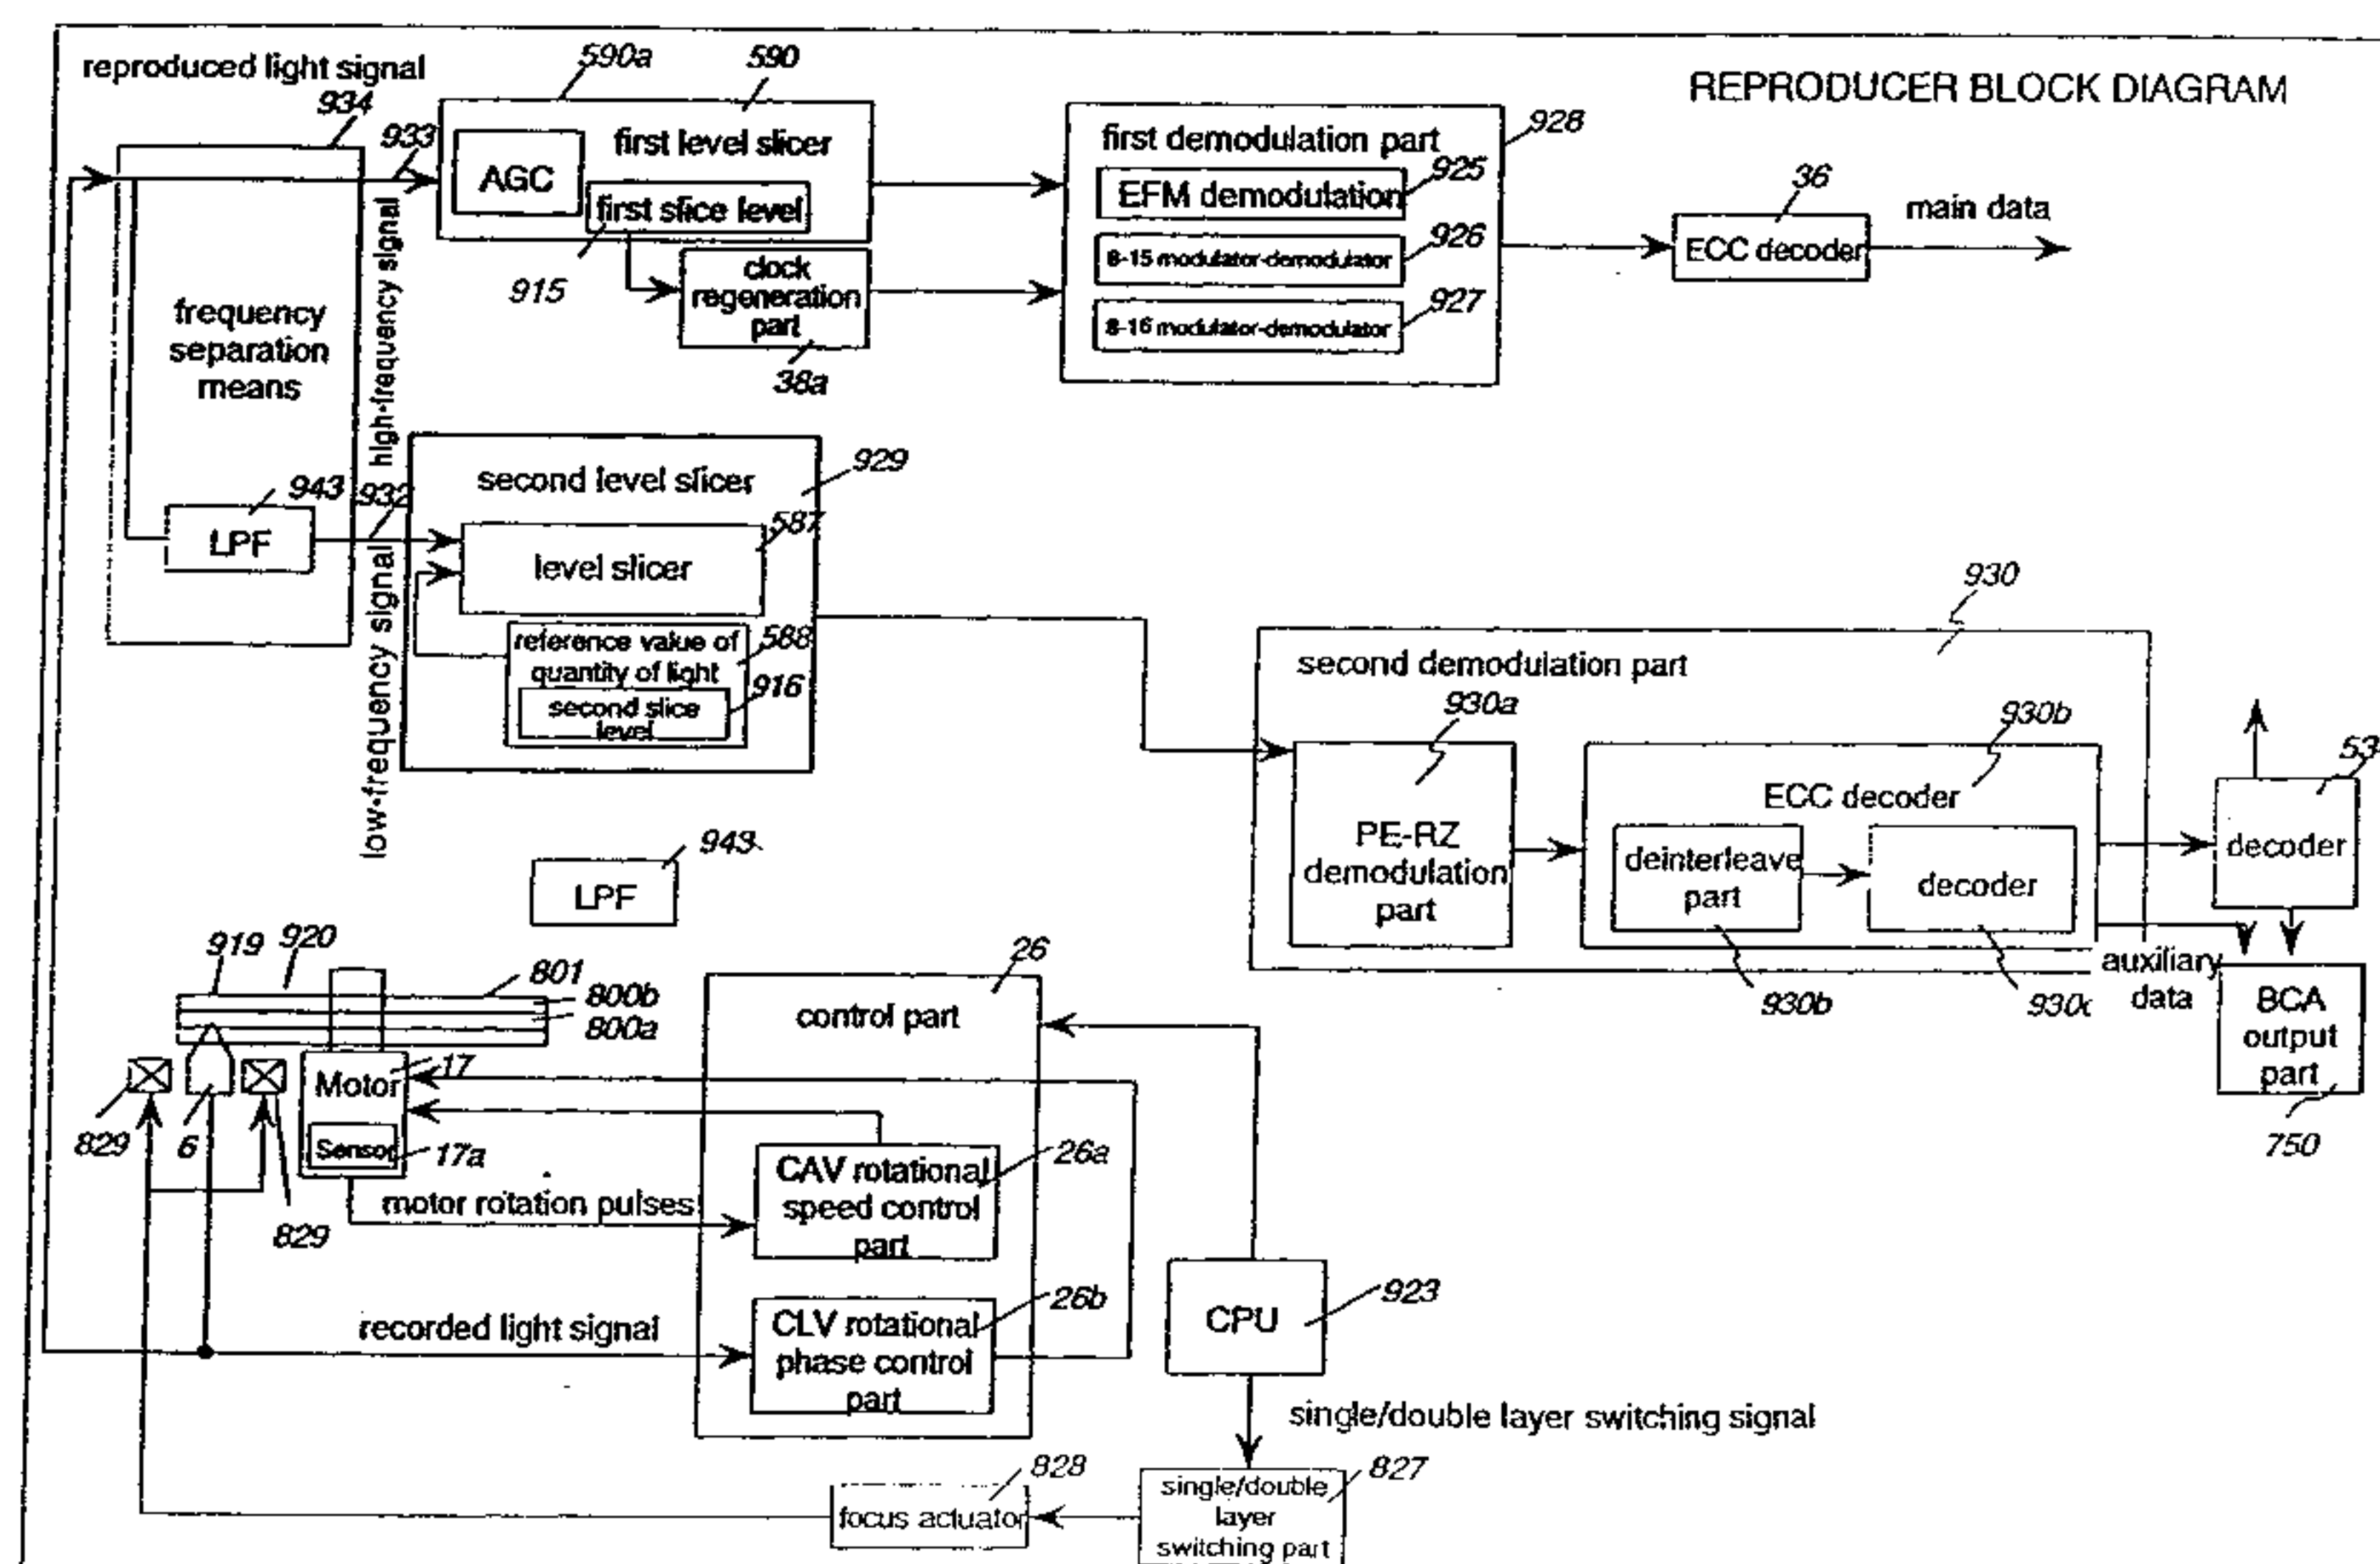 REPRODUCER BLOCK DIAGRAM
reproduced light signal
934
933
590a
590
first level slicer
AGC
first slice level
915
clock
regeneration
part
38a
first demodulation part
928
EFM demodulation
925
8-15 modulator-demodulator
926
8-16 modulator-demodulator
927
36
ECC decoder
main data
frequency
separation
means
high-frequency signal
943
LPF
932
low-frequency signal
second level slicer
929
587
level slicer
reference value of
quantity of light
588
second slice
level
916
930
second demodulation part
930a
PE-RZ
demodulation
part
930b
ECC decoder
deinterleave
part
930b
decoder
930c
53
decoder
auxiliary
data
BCA
output
part
750
943
LPF
919
920
801
800b
800a
829
6
829
Motor
17
Sensor
17a
motor rotation pulses
recorded light signal
26
control part
CAV rotational
speed control
part
26a
CLV rotational
phase control
part
26b
CPU
923
single/double layer switching signal
single/double
layer
switching part
827
focus actuator
828